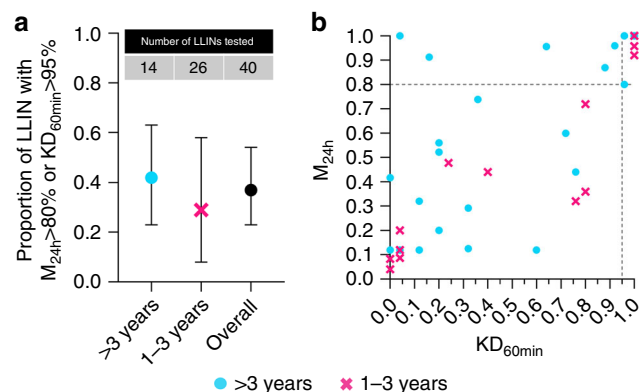 a
Number of LLINs tested
14 26 40
Proportion of LLIN with
M24h>80% or KD60min>95%
1.0
0.8
0.6
0.4
0.2
0.0
>3 years
1–3 years
Overall
b
M24h
1.0
0.9
0.8
0.7
0.6
0.5
0.4
0.3
0.2
0.1
0.0
0.0 0.1 0.2 0.3 0.4 0.5 0.6 0.7 0.8 0.9 1.0
KD60min
>3 years 1–3 years